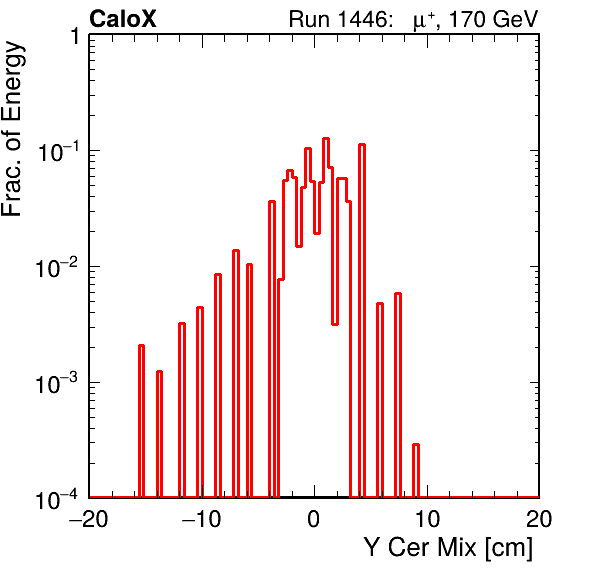 CaloX
Run 1446: μ⁺, 170 GeV
Frac. of Energy
1
10⁻¹
10⁻²
10⁻³
10⁻⁴
−20
−10
0
10
20
Y Cer Mix [cm]